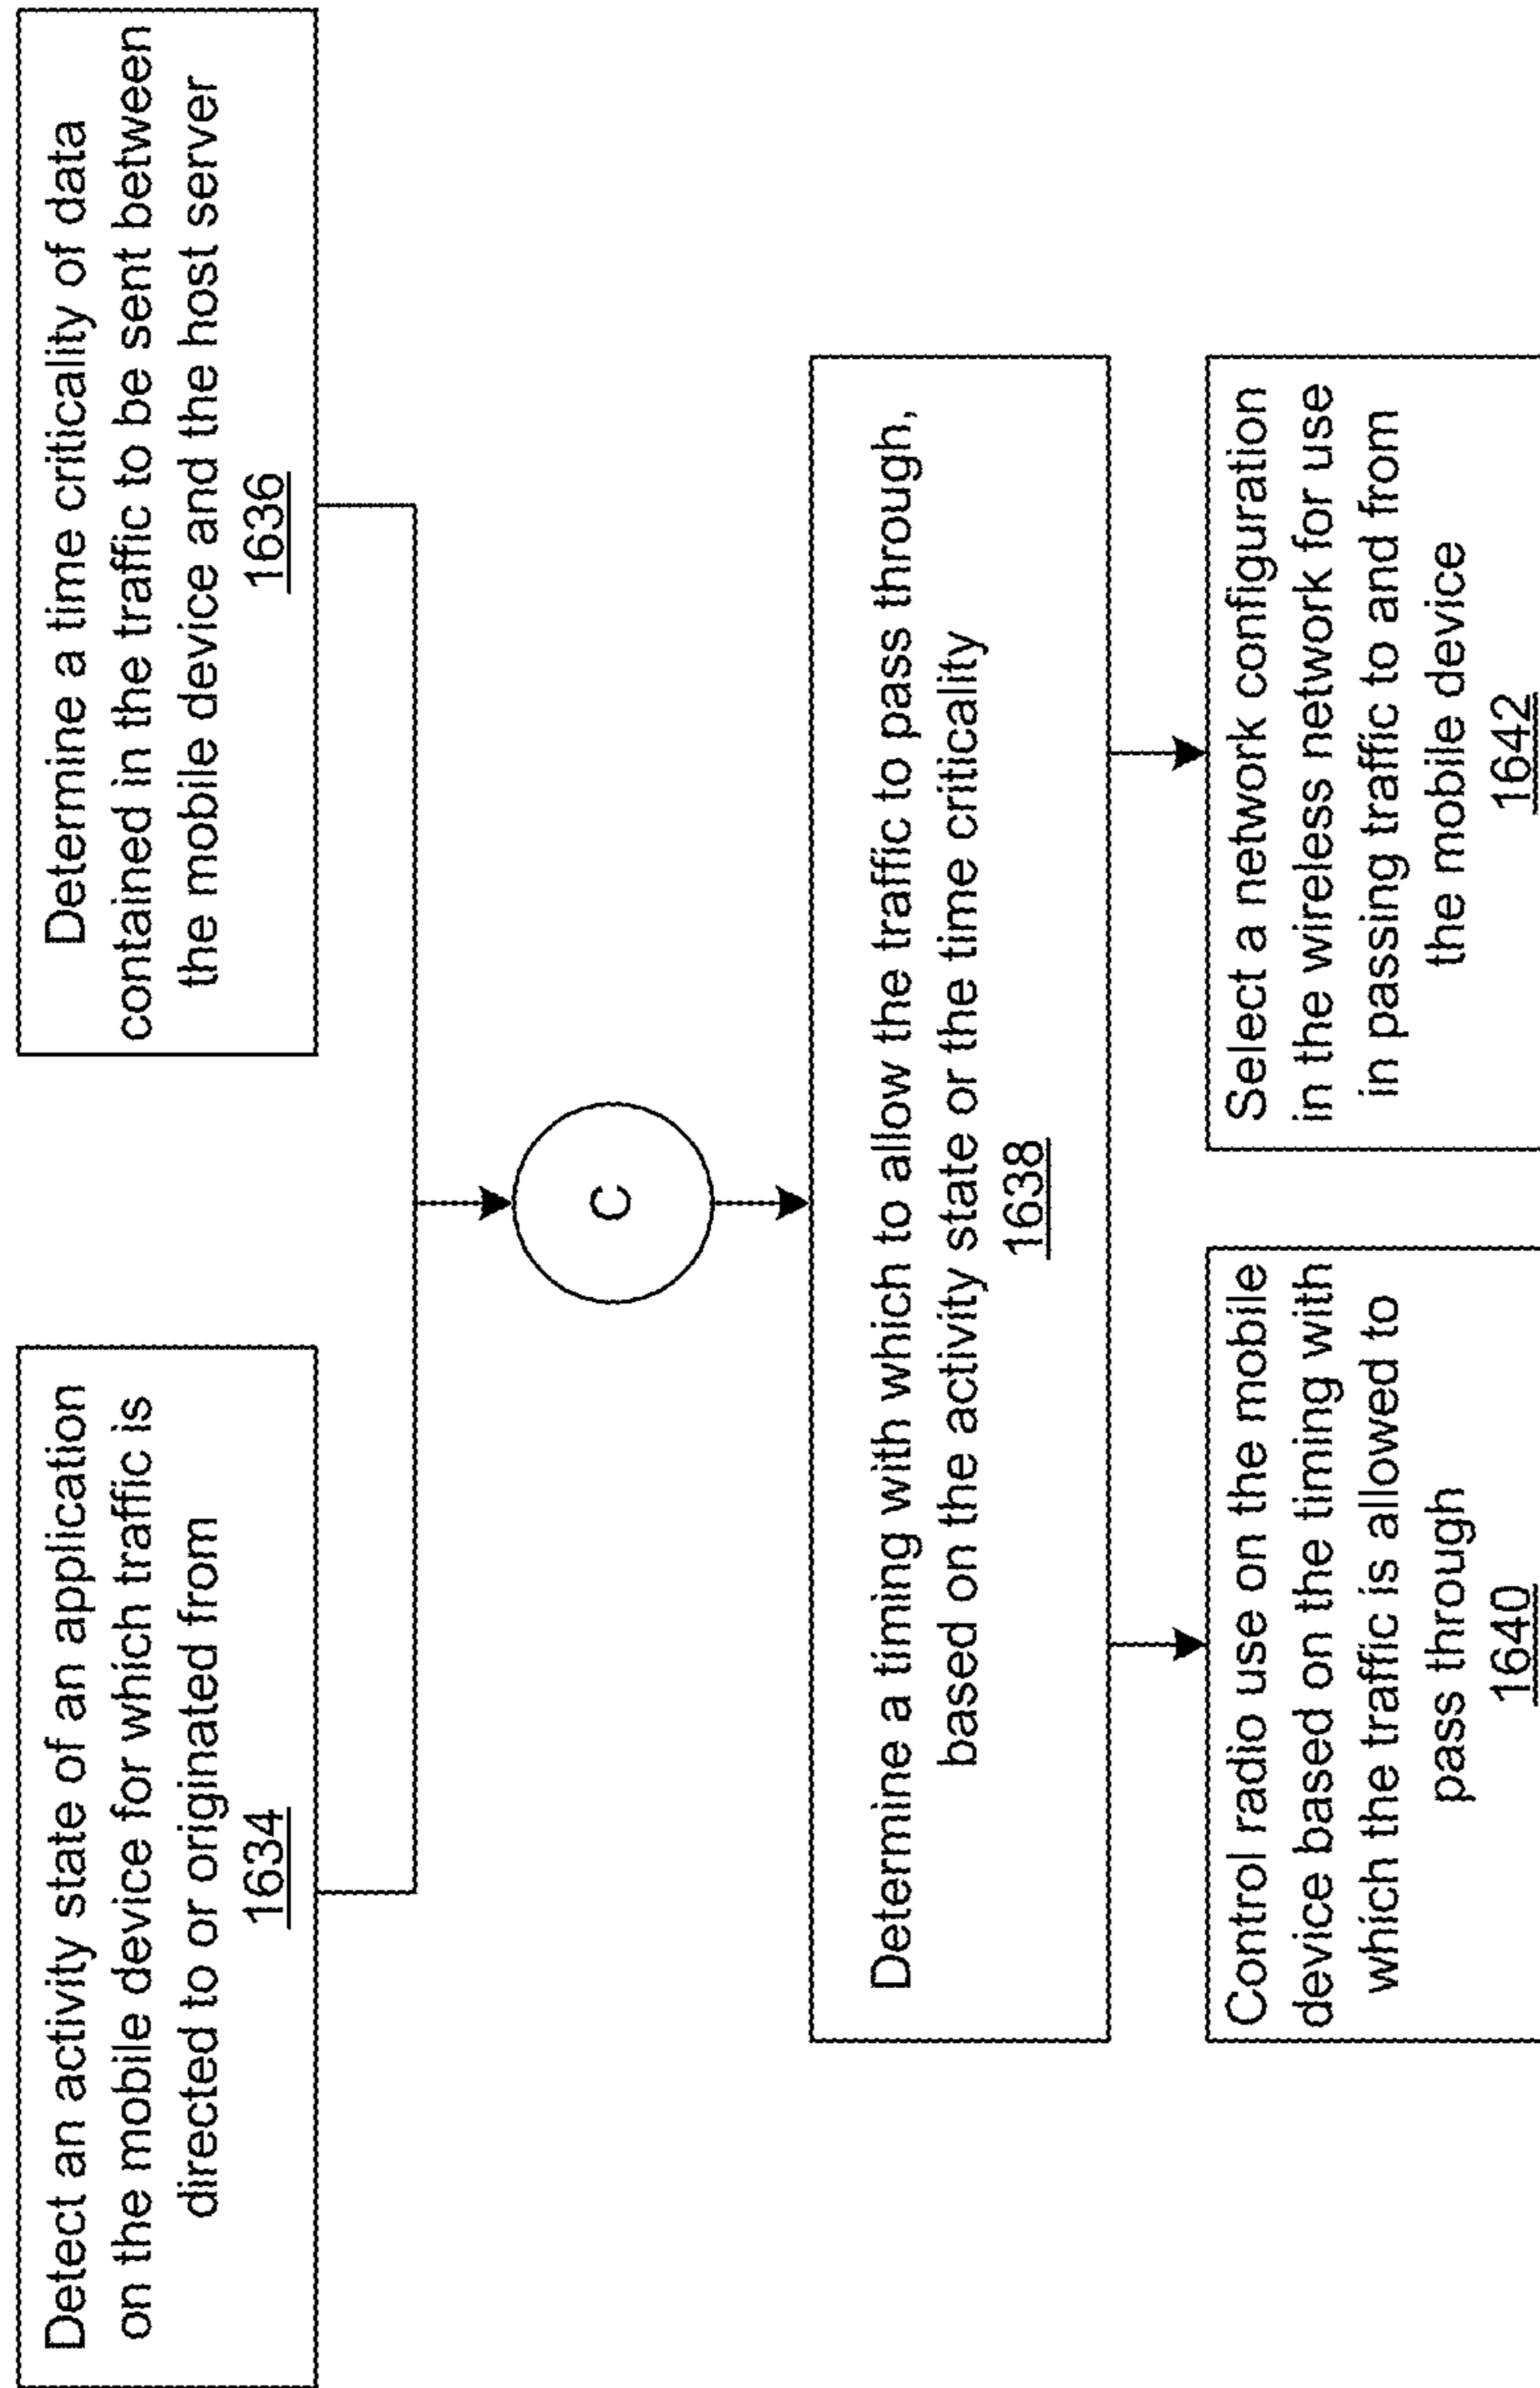 Detect an activity state of an application
on the mobile device for which traffic is
directed to or originated from
1634
Determine a time criticality of data
contained in the traffic to be sent between
the mobile device and the host server
1636
C
Determine a timing with which to allow the traffic to pass through,
based on the activity state or the time criticality
1638
Control radio use on the mobile
device based on the timing with
which the traffic is allowed to
pass through
1640
Select a network configuration
in the wireless network for use
in passing traffic to and from
the mobile device
1642